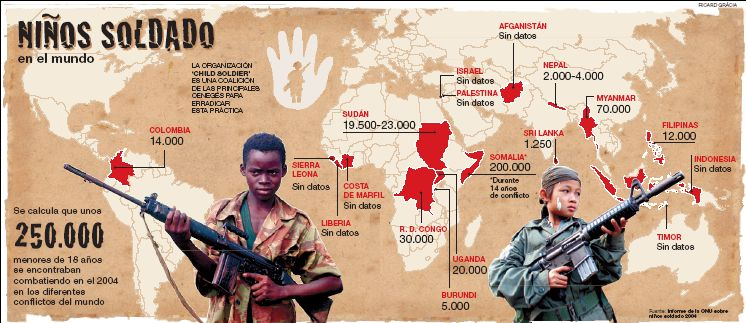 RICARD GRÀCIA
NIÑOS SOLDADO
en el mundo
LA ORGANIZACIÓN
'CHILD SOLDIER'
ES UNA COALICIÓN
DE LAS PRINCIPALES
OENEGÉS PARA
ERRADICAR
ESTA PRÁCTICA
AFGANISTÁN
Sin datos
ISRAEL
Sin datos
PALESTINA
Sin datos
NEPAL
2.000-4.000
MYANMAR
70.000
SUDÁN
19.500-23.000
FILIPINAS
12.000
COLOMBIA
14.000
SRI LANKA
1.250
SIERRA
LEONA
Sin datos
COSTA
DE MARFIL
Sin datos
SOMALIA*
200.000
*Durante
14 años
de conflicto
INDONESIA
Sin datos
LIBERIA
Sin datos
R. D. CONGO
30.000
TIMOR
Sin datos
UGANDA
20.000
BURUNDI
5.000
Se calcula que unos
250.000
menores de 18 años
se encontraban
combatiendo en el 2004
en los diferentes
conflictos del mundo
Fuente: Informe de la ONU sobre
niños soldado 2004